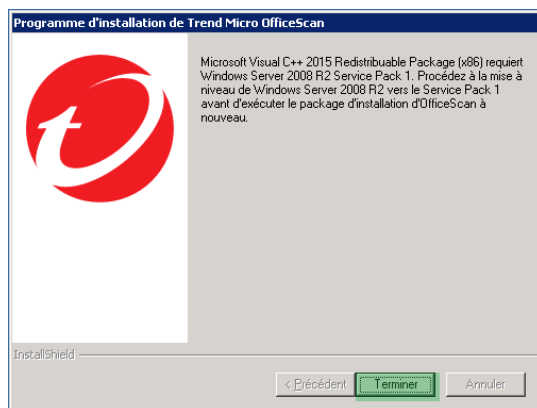 Programme d'installation de Trend Micro OfficeScan
Microsoft Visual C++ 2015 Redistribuable Package (x86) requiert
Windows Server 2008 R2 Service Pack 1. Procédez à la mise à
niveau de Windows Server 2008 R2 vers le Service Pack 1
avant d'exécuter le package d'installation d'OfficeScan à
nouveau.
InstallShield
< Précédent
Terminer
Annuler